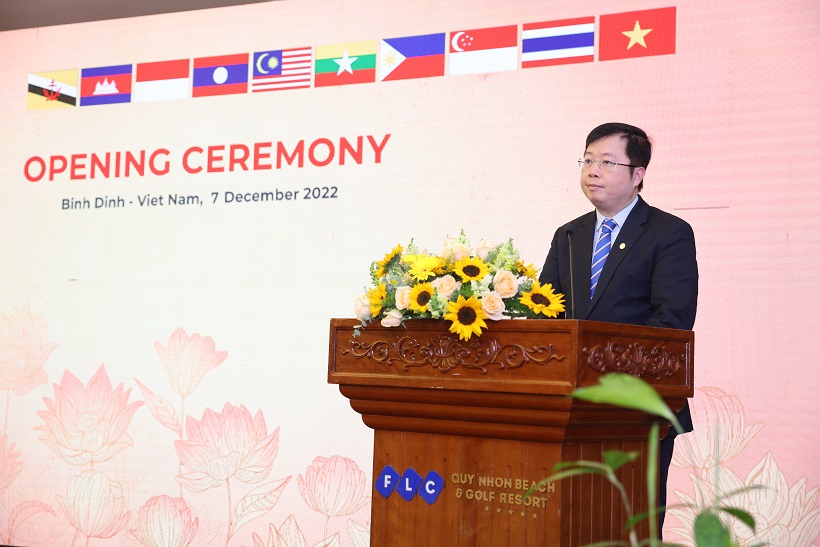 OPENING CEREMONY
Binh Dinh - Viet Nam, 7 December 2022
FLC
QUY NHON BEACH
& GOLF RESORT